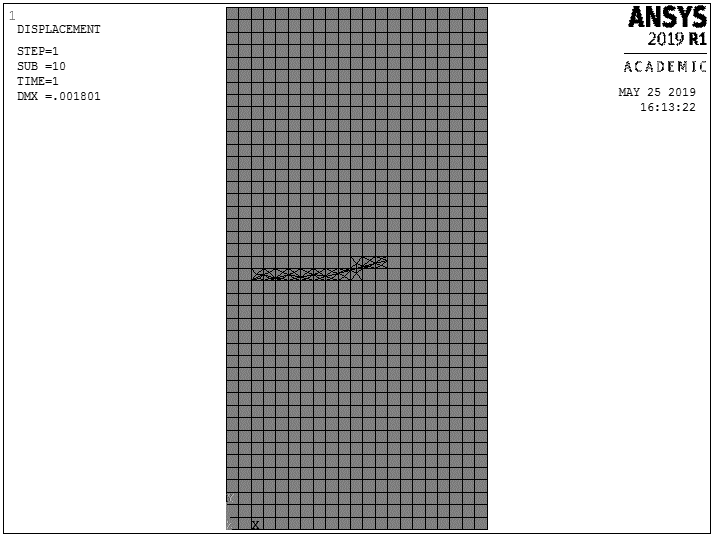 1
DISPLACEMENT
STEP=1
SUB =10
TIME=1
DMX =.001801
ANSYS
2019 R1
ACADEMIC
MAY 25 2019
16:13:22
Y
X